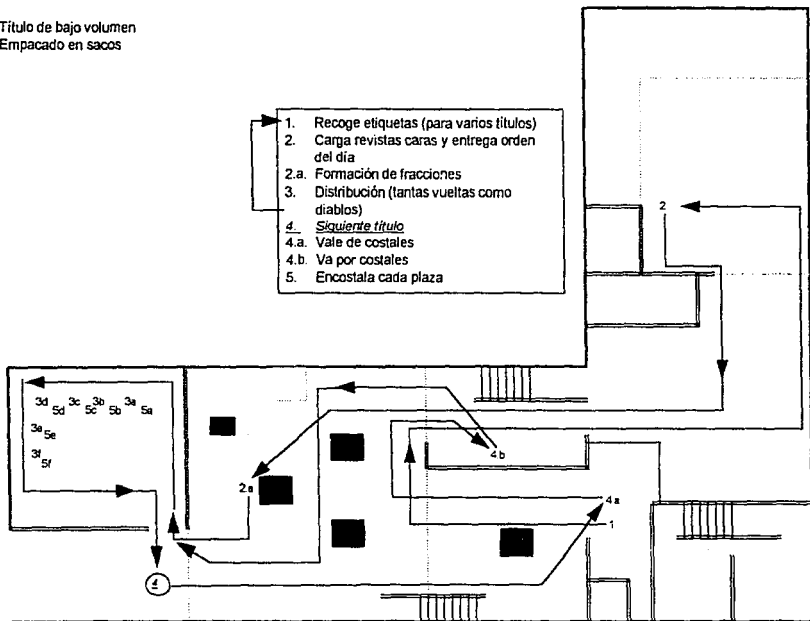 Título de bajo volumen
Empacado en sacos
1. Recoge etiquetas (para varios títulos)
2. Carga revistas caras y entrega orden
del día
2.a. Formación de fracciones
3. Distribución (tantas vueltas como
diablos)
4. Siguiente título
4.a. Vale de costales
4.b. Va por costales
5. Encostala cada plaza
2
3d 5d 3c 5c 3b 5b 3a 5a
3e 5e
3f 5f
4.b
2.a
4.a
1
4